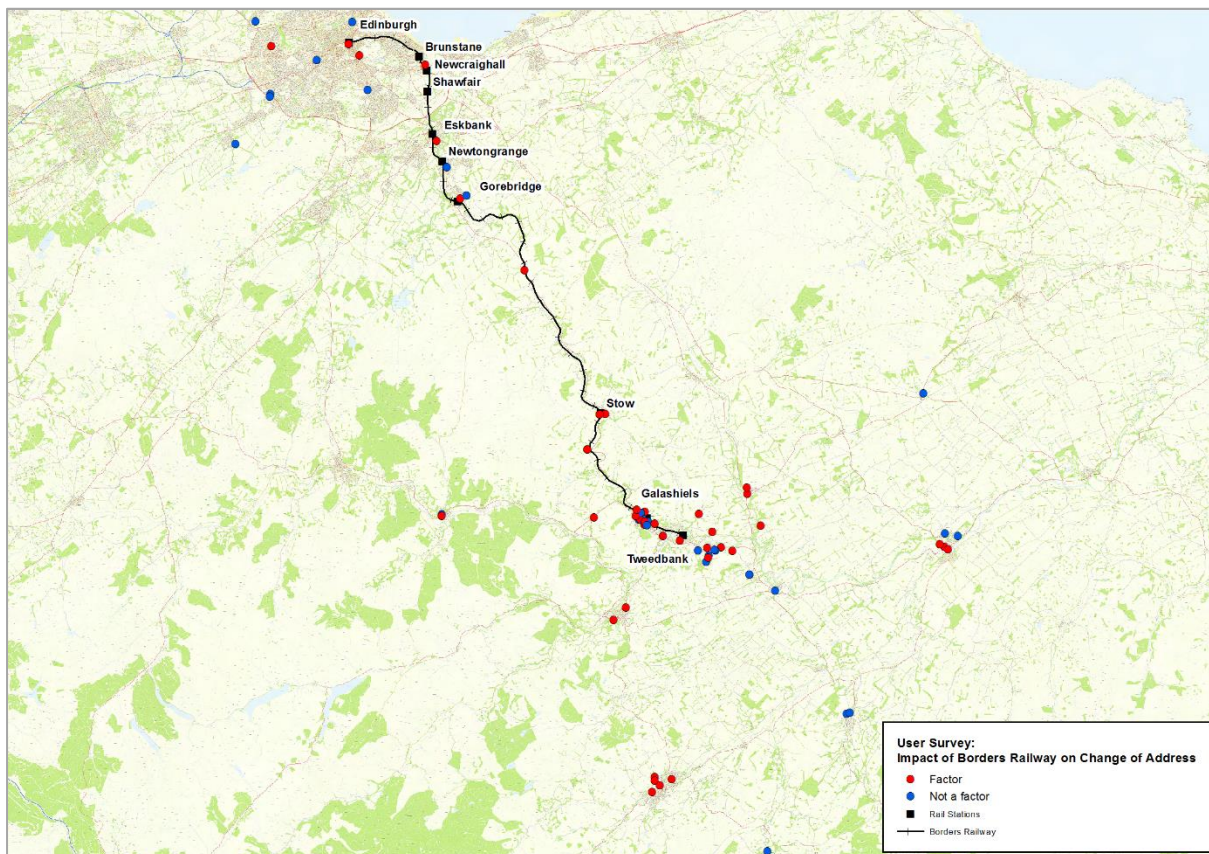 Edinburgh
Brunstane
Newcraighall
Shawfair
Eskbank
Newtongrange
Gorebridge
Stow
Galashiels
Tweedbank
User Survey:
Impact of Borders Railway on Change of Address
Factor
Not a factor
Rail Stations
Borders Railway